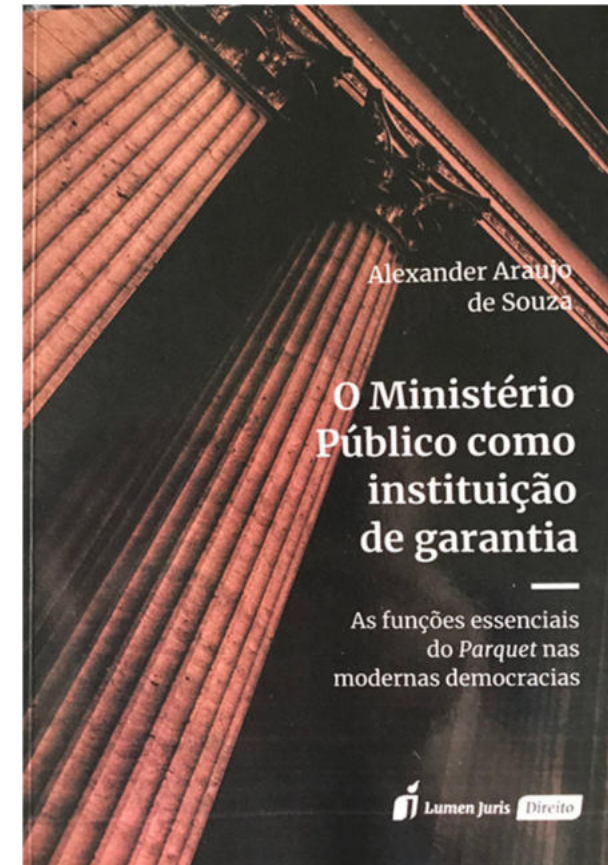 Alexander Araujo
de Souza
O Ministério
Público como
instituição
de garantia
As funções essenciais
do Parquet nas
modernas democracias
Lumen Juris Direito